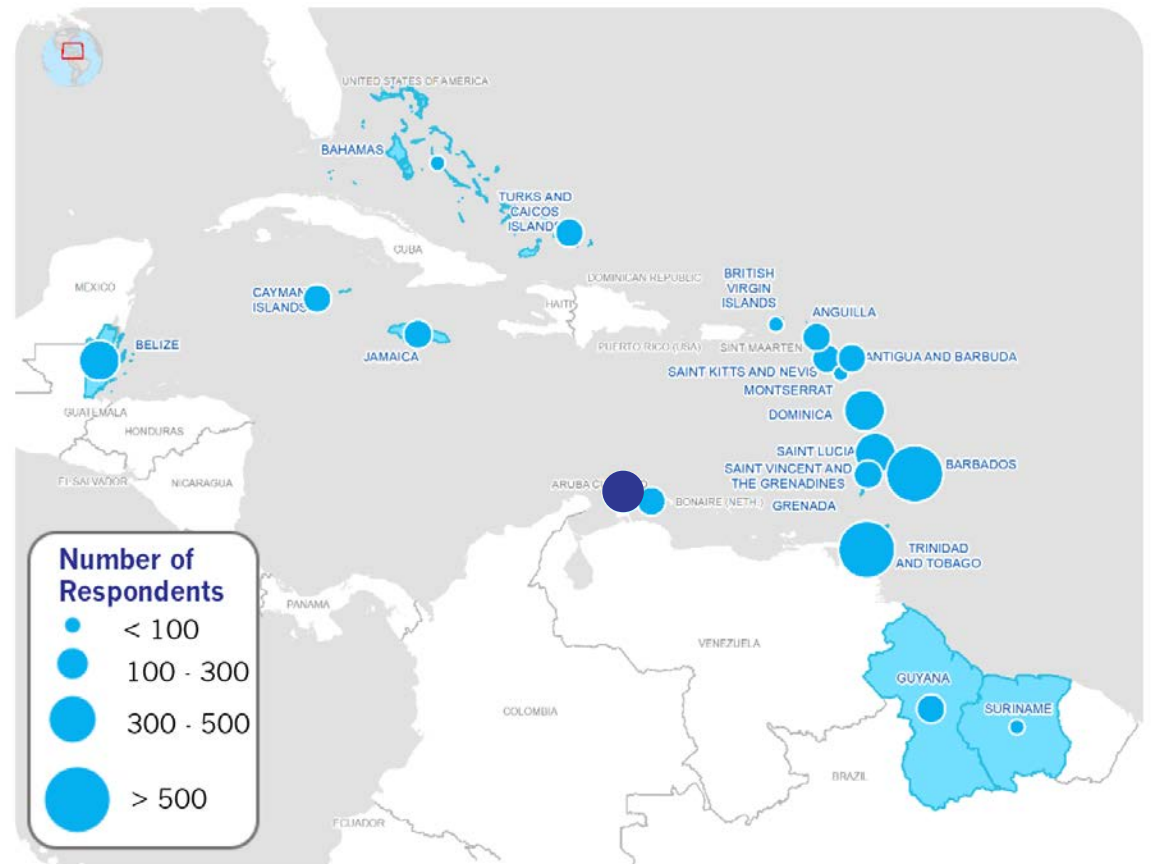 UNITED STATES OF AMERICA
BAHAMAS
TURKS AND
CAICOS
ISLANDS
CUBA
MEXICO
CAYMAN
ISLANDS
DOMINICAN REPUBLIC
HAITI
BRITISH
VIRGIN
ISLANDS
ANGUILLA
BELIZE
JAMAICA
PUERTO RICO (USA)
SINT MAARTEN
ANTIGUA AND BARBUDA
SAINT KITTS AND NEVIS
MONTSERRAT
GUATEMALA
HONDURAS
DOMINICA
EL SALVADOR
NICARAGUA
SAINT LUCIA
SAINT VINCENT AND
THE GRENADINES
BARBADOS
ARUBA
BONAIRE (NETH.)
GRENADA
TRINIDAD
AND TOBAGO
PANAMA
VENEZUELA
GUYANA
SURINAME
COLOMBIA
BRAZIL
ECUADOR
Number of
Respondents
< 100
100 - 300
300 - 500
> 500